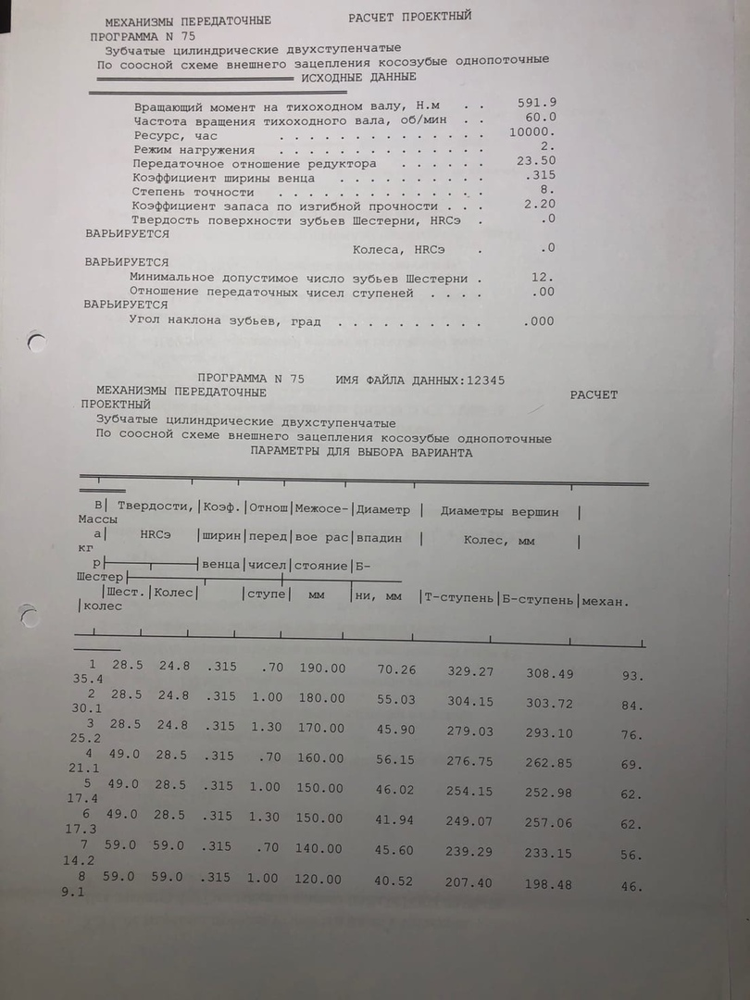 МЕХАНИЗМЫ ПЕРЕДАТОЧНЫЕ РАСЧЕТ ПРОЕКТНЫЙ
ПРОГРАММА N 75
Зубчатые цилиндрические двухступенчатые
По соосной схеме внешнего зацепления косозубые однопоточные
ИСХОДНЫЕ ДАННЫЕ
Вращающий момент на тихоходном валу, Н.м . . 591.9
Частота вращения тихоходного вала, об/мин . . 60.0
Ресурс, час . . . . . . . . . . . . . . 10000.
Режим нагружения . . . . . . . . . . . . . . 2.
Передаточное отношение редуктора . . . . . . 23.50
Коэффициент ширины венца . . . . . . . . . . .315
Степень точности . . . . . . . . . . . . . . 8.
Коэффициент запаса по изгибной прочности . . . 2.20
Твердость поверхности зубьев Шестерни, HRCэ . .0
ВАРЬИРУЕТСЯ
Колеса, HRCэ . .0
ВАРЬИРУЕТСЯ
Минимальное допустимое число зубьев Шестерни . 12.
Отношение передаточных чисел ступеней . . . . .00
ВАРЬИРУЕТСЯ
Угол наклона зубьев, град . . . . . . . . . . .000
ПРОГРАММА N 75 ИМЯ ФАЙЛА ДАННЫХ:12345
МЕХАНИЗМЫ ПЕРЕДАТОЧНЫЕ РАСЧЕТ
ПРОЕКТНЫЙ
Зубчатые цилиндрические двухступенчатые
По соосной схеме внешнего зацепления косозубые однопоточные
ПАРАМЕТРЫ ДЛЯ ВЫБОРА ВАРИАНТА
В| Твердости, |Коэф.|Отнош|Межосе-|Диаметр | Диаметры вершин |
Массы
а| HRCэ |ширин|перед|вое рас|впадин | Колес, мм |
кг
р| |венца|чисел|стояние|Б-
Шестер|
|Шест.|Колес| |ступе| мм |ни, мм |Т-ступень|Б-ступень|механ.
|колес
1 28.5 24.8 .315 .70 190.00 70.26 329.27 308.49 93.
35.4
2 28.5 24.8 .315 1.00 180.00 55.03 304.15 303.72 84.
30.1
3 28.5 24.8 .315 1.30 170.00 45.90 279.03 293.10 76.
25.2
4 49.0 28.5 .315 .70 160.00 56.15 276.75 262.85 69.
21.1
5 49.0 28.5 .315 1.00 150.00 46.02 254.15 252.98 62.
17.4
6 49.0 28.5 .315 1.30 150.00 41.94 249.07 257.06 62.
17.3
7 59.0 59.0 .315 .70 140.00 45.60 239.29 233.15 56.
14.2
8 59.0 59.0 .315 1.00 120.00 40.52 207.40 198.48 46.
9.1